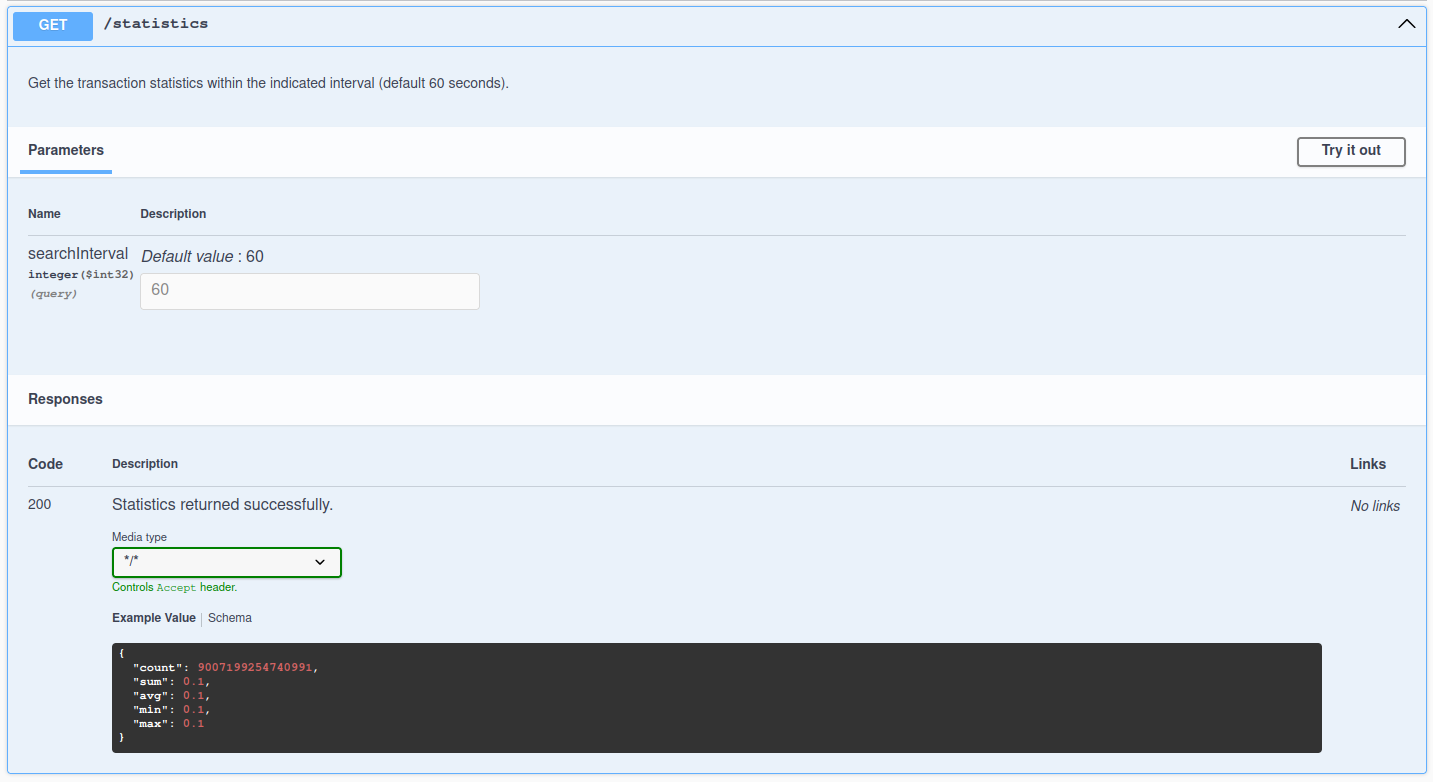 GET /statistics
Get the transaction statistics within the indicated interval (default 60 seconds).
Parameters
Try it out
Name Description
searchInterval
integer($int32)
(query)
Default value : 60
60
Responses
Code Description Links
200 Statistics returned successfully. No links
Media type
*/*
Controls Accept header.
Example Value | Schema
{
  "count": 9007199254740991,
  "sum": 0.1,
  "avg": 0.1,
  "min": 0.1,
  "max": 0.1
}